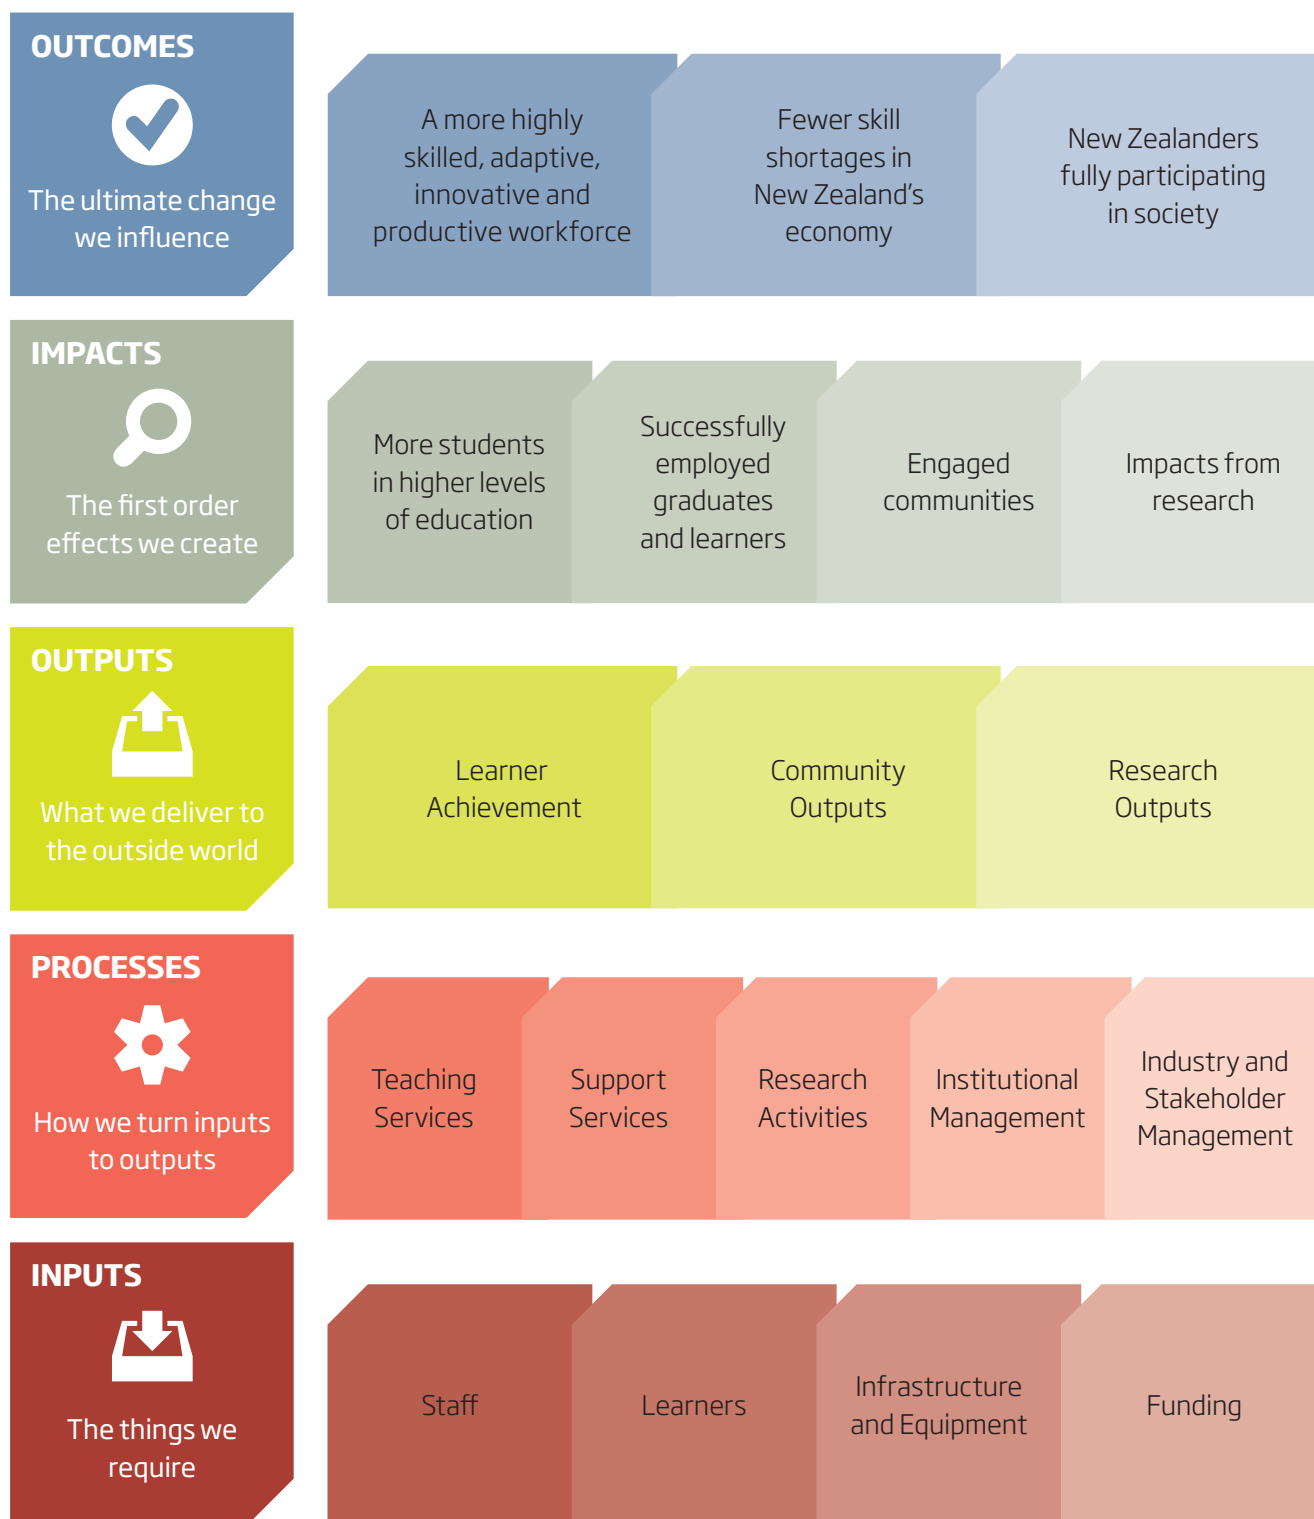 OUTCOMES
The ultimate change
we influence
A more highly
skilled, adaptive,
innovative and
productive workforce
Fewer skill
shortages in
New Zealand's
economy
New Zealanders
fully participating
in society
IMPACTS
The first order
effects we create
More students
in higher levels
of education
Successfully
employed
graduates
and learners
Engaged
communities
Impacts from
research
OUTPUTS
What we deliver to
the outside world
Learner
Achievement
Community
Outputs
Research
Outputs
PROCESSES
How we turn inputs
to outputs
Teaching
Services
Support
Services
Research
Activities
Institutional
Management
Industry and
Stakeholder
Management
INPUTS
The things we
require
Staff
Learners
Infrastructure
and Equipment
Funding